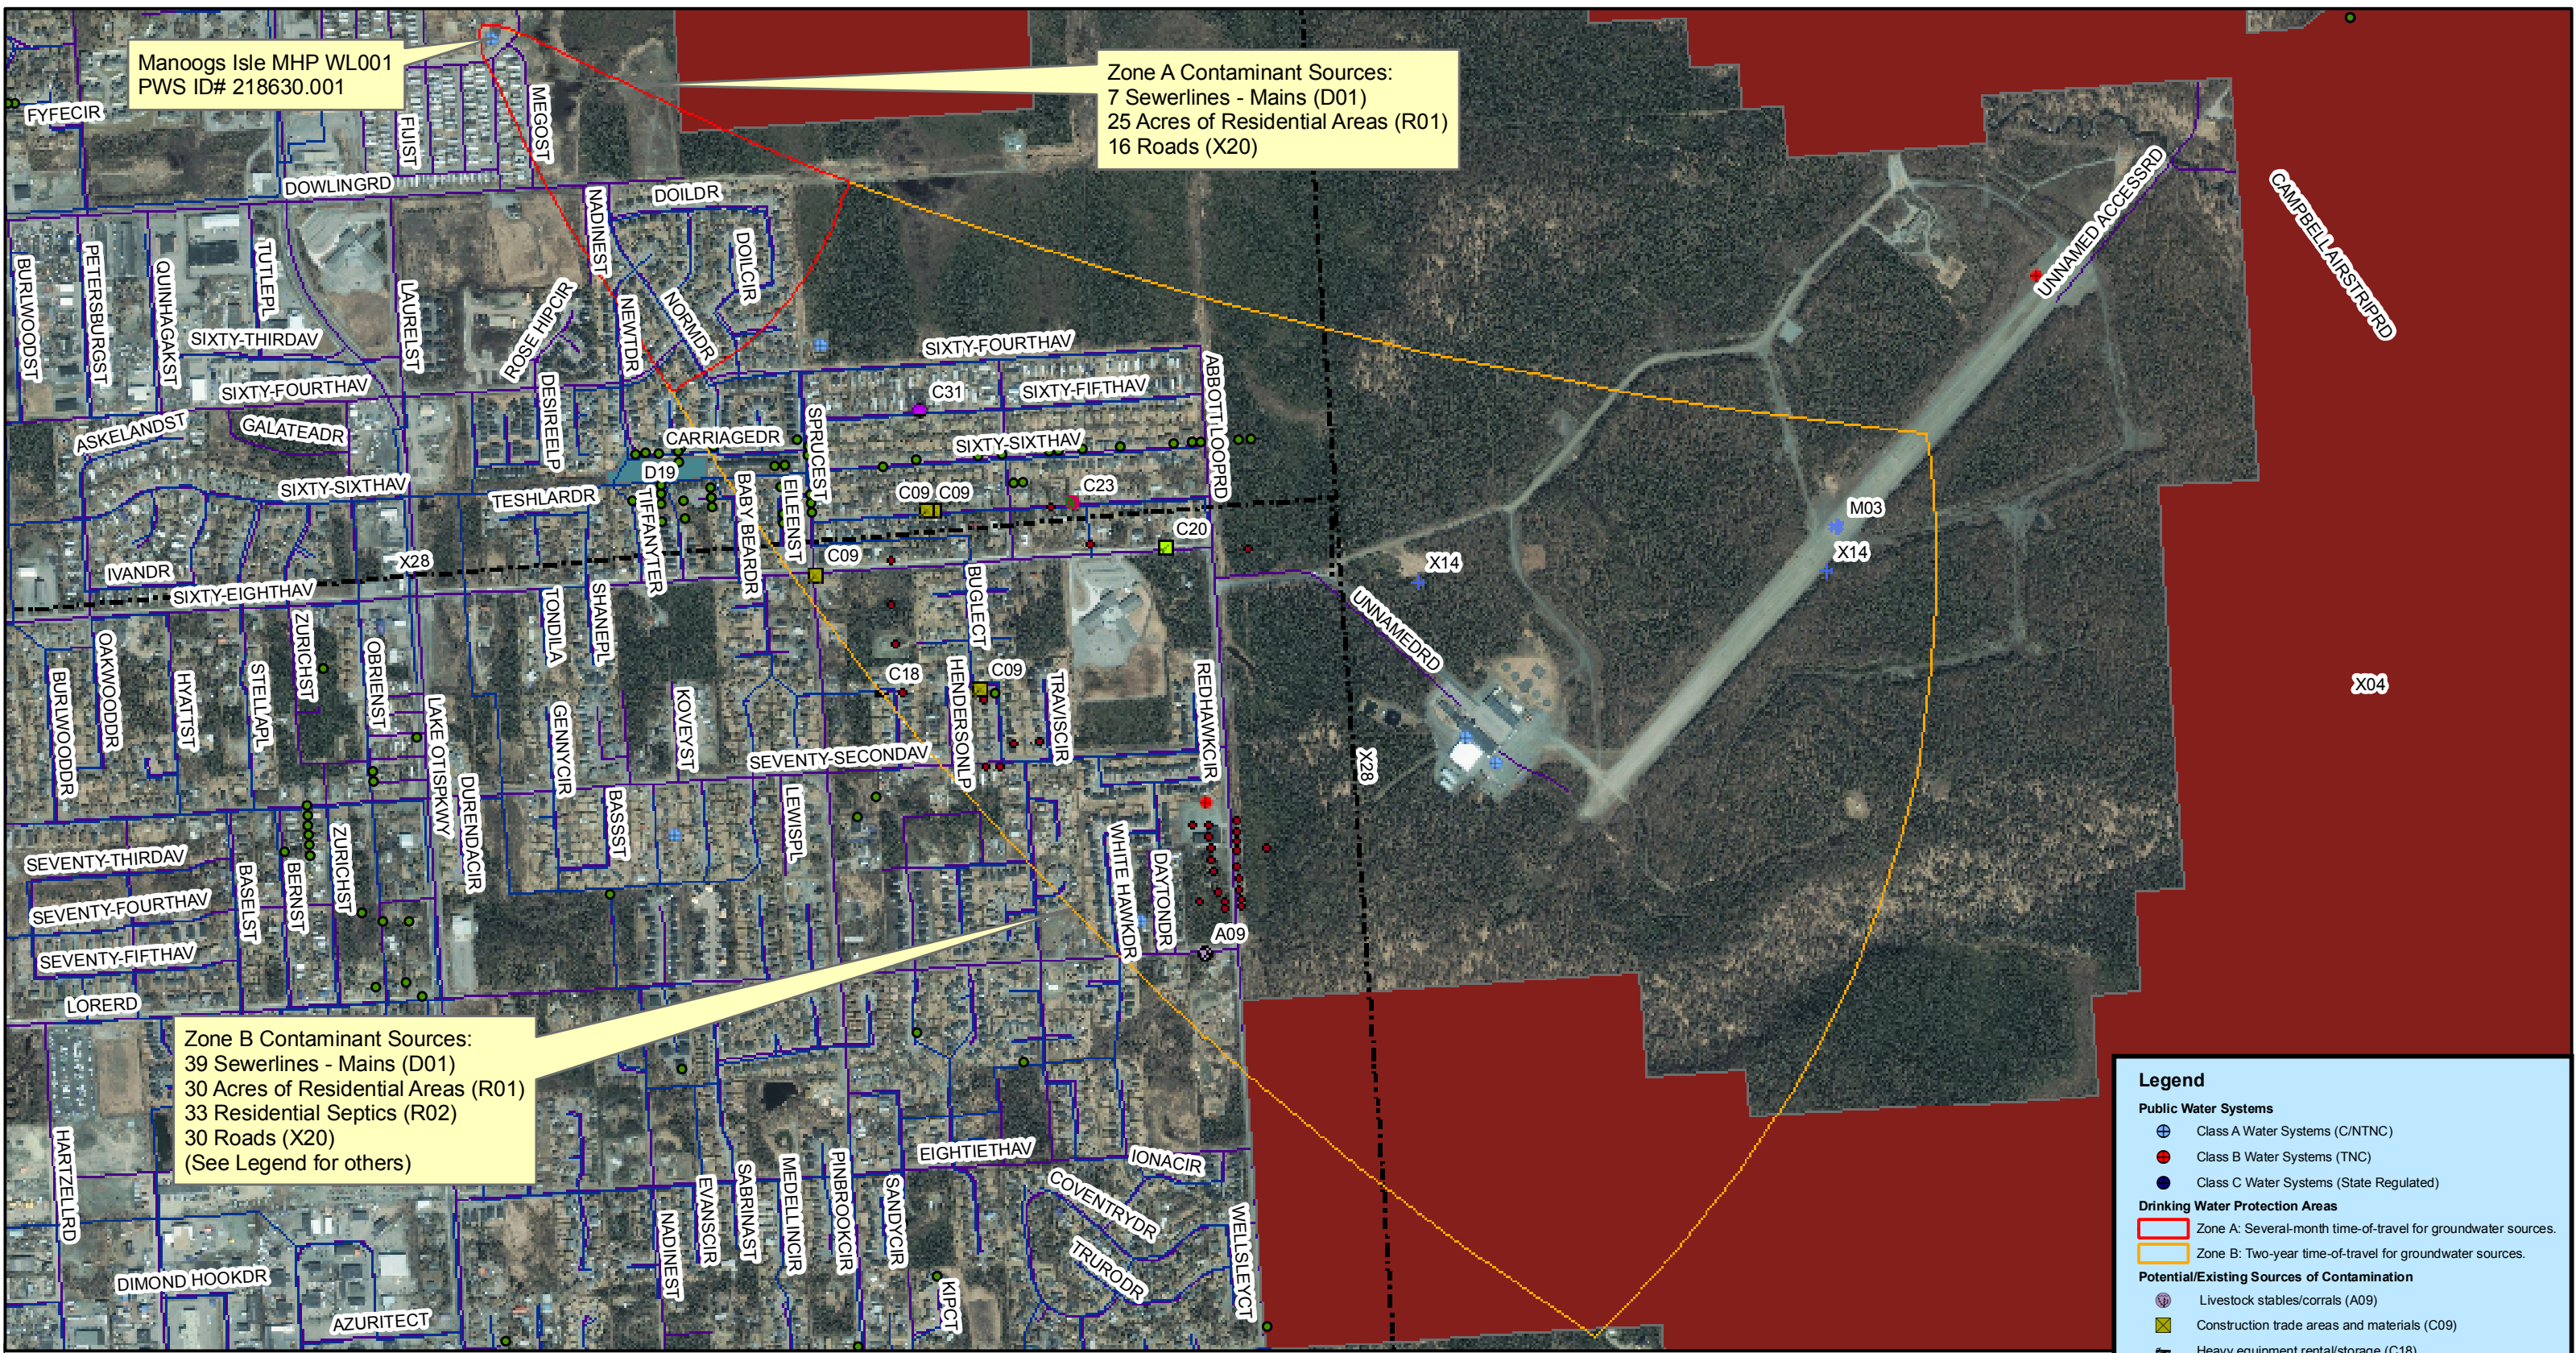 Manoogs Isle MHP WL001
PWS ID# 218630.001
Zone A Contaminant Sources:
7 Sewerlines - Mains (D01)
25 Acres of Residential Areas (R01)
16 Roads (X20)
FYFECIR
FIJIST
MEGOST
DOWLINGRD
NADINEST
DOILDR
DOILCIR
UNNAMED ACCESSRD
CAMPBELLAIRSTRIPRD
BURLWOODST
PETERSBURGST
QUINHAGAKST
TUTLEPL
LAURELST
ROSE HIPCIR
NEWTDR
NORMDR
SIXTY-THIRDAV
SIXTY-FOURTHAV
SIXTY-FOURTHAV
SIXTY-FIFTHAV
C31
ABBOTTLOOPRD
ASKELANDST
GALATEADR
DESIREELP
CARRIAGEDR
SPRUCEST
SIXTY-SIXTHAV
D19
SIXTY-SIXTHAV
TESHLARDR
TIFFANYTER
BABY BEARDR
EILEENST
C09
C09
C23
M03
C20
X14
X14
X28
C09
IVANDR
SIXTY-EIGHTHAV
TONDILA
SHANEPL
BUGLECT
UNNAMEDRD
OAKWOODDR
BURLWOODDR
HYATTST
STELLAPL
ZURICHST
OBRIENST
LAKE OTISPKWY
GENNYCIR
KOVEYST
C18
HENDERSONLP
C09
TRAVISCIR
REDHAWKCIR
X28
X04
SEVENTY-SECONDAV
DURENDACIR
BASSST
LEWISPL
WHITE HAWKDR
DAYTONDR
SEVENTY-THIRDAV
BASELST
BERNST
ZURICHST
SEVENTY-FOURTHAV
SEVENTY-FIFTHAV
A09
LORERD
Zone B Contaminant Sources:
39 Sewerlines - Mains (D01)
30 Acres of Residential Areas (R01)
33 Residential Septics (R02)
30 Roads (X20)
(See Legend for others)
HARTZELLRD
EIGHTIETHAV
IONACIR
COVENTRYDR
TRURODR
WELLSLEYCT
NADINEST
EVANSCIR
SABRINAST
MEDELLINCIR
PINBROOKCIR
SANDYCIR
KIPCT
DIMOND HOOKDR
AZURITECT
Legend
Public Water Systems
Class A Water Systems (C/NTNC)
Class B Water Systems (TNC)
Class C Water Systems (State Regulated)
Drinking Water Protection Areas
Zone A: Several-month time-of-travel for groundwater sources.
Zone B: Two-year time-of-travel for groundwater sources.
Potential/Existing Sources of Contamination
Livestock stables/corrals (A09)
Construction trade areas and materials (C09)
Heavy equipment rental/storage (C18)